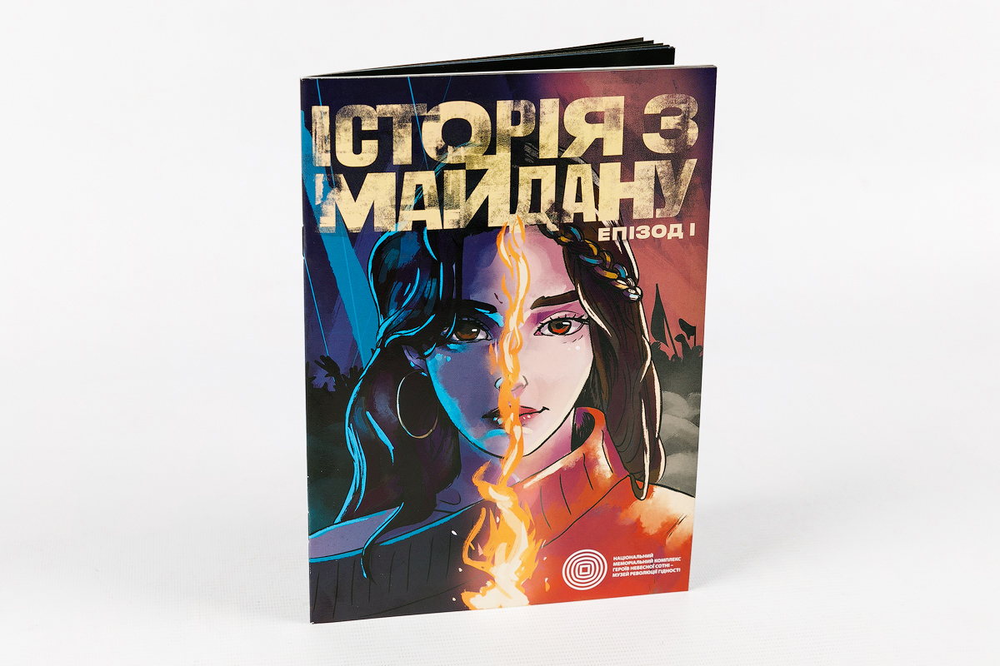 ІСТОРІЯ З
МАЙДАНУ
ЕПІЗОД І
НАЦІОНАЛЬНИЙ
МЕМОРІАЛЬНИЙ КОМПЛЕКС
ГЕРОЇВ НЕБЕСНОЇ СОТНІ –
МУЗЕЙ РЕВОЛЮЦІЇ ГІДНОСТІ